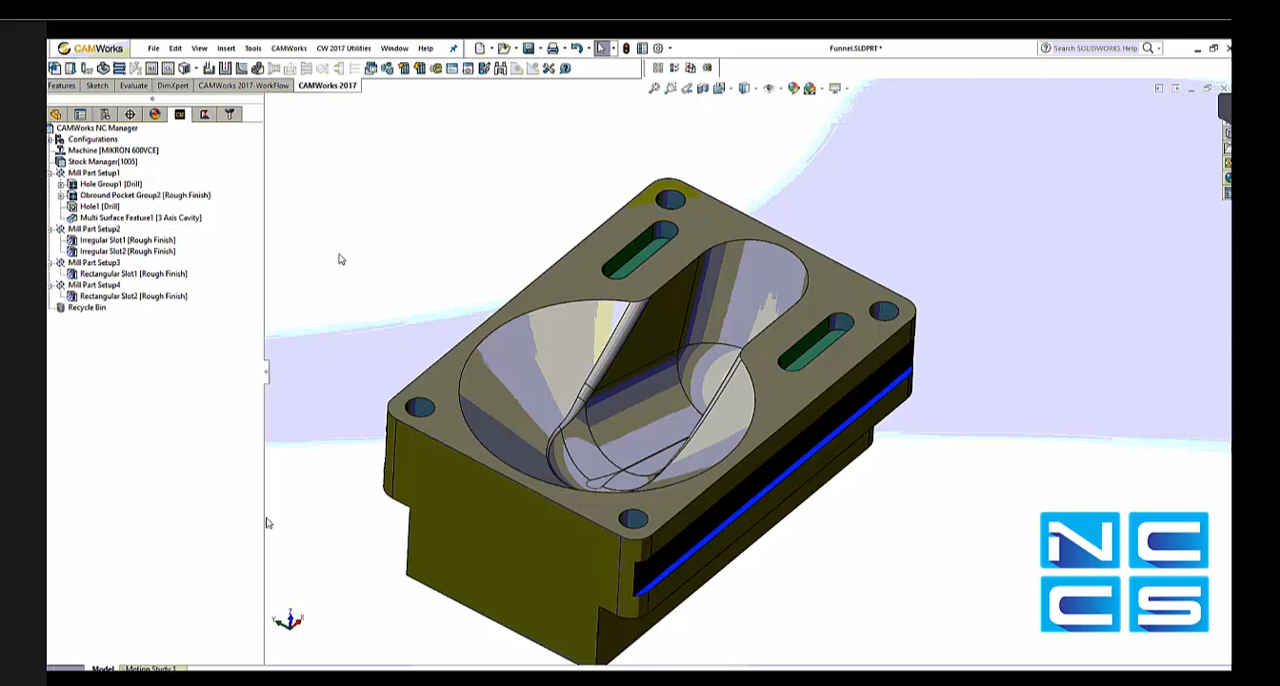 CAMWorks File Edit View Insert Tools CAMWorks CW 2017 Utilities Window Help Funnel.SLDPRT * Search SOLIDWORKS Help
Features Sketch Evaluate DimXpert CAMWorks 2017-WorkFlow CAMWorks 2017
CAMWorks NC Manager
Configurations
Machine [MIKRON 600VCE]
Stock Manager[1005]
Mill Part Setup1
Hole Group1 [Drill]
Obround Pocket Group2 [Rough Finish]
Hole1 [Drill]
Multi Surface Feature1 [3 Axis Cavity]
Mill Part Setup2
Irregular Slot1 [Rough Finish]
Irregular Slot2 [Rough Finish]
Mill Part Setup3
Rectangular Slot1 [Rough Finish]
Mill Part Setup4
Rectangular Slot2 [Rough Finish]
Recycle Bin
NC
CS
Model Motion Study 1